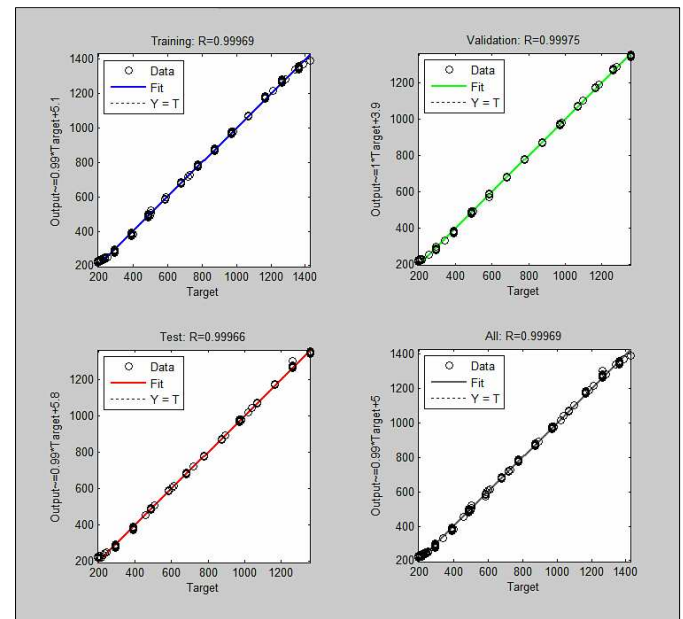 Training: R=0.99969
Output~=0.99*Target+5.1
1400
1200
1000
800
600
400
200
Data
Fit
Y = T
200 400 600 800 1000 1200 1400
Target
Validation: R=0.99975
Output~=1*Target+3.9
1200
1000
800
600
400
200
Data
Fit
Y = T
200 400 600 800 1000 1200
Target
Test: R=0.99966
Output~=0.99*Target+5.8
1200
1000
800
600
400
200
Data
Fit
Y = T
200 400 600 800 1000 1200
Target
All: R=0.99969
Output~=0.99*Target+5
1400
1200
1000
800
600
400
200
Data
Fit
Y = T
200 400 600 800 1000 1200 1400
Target